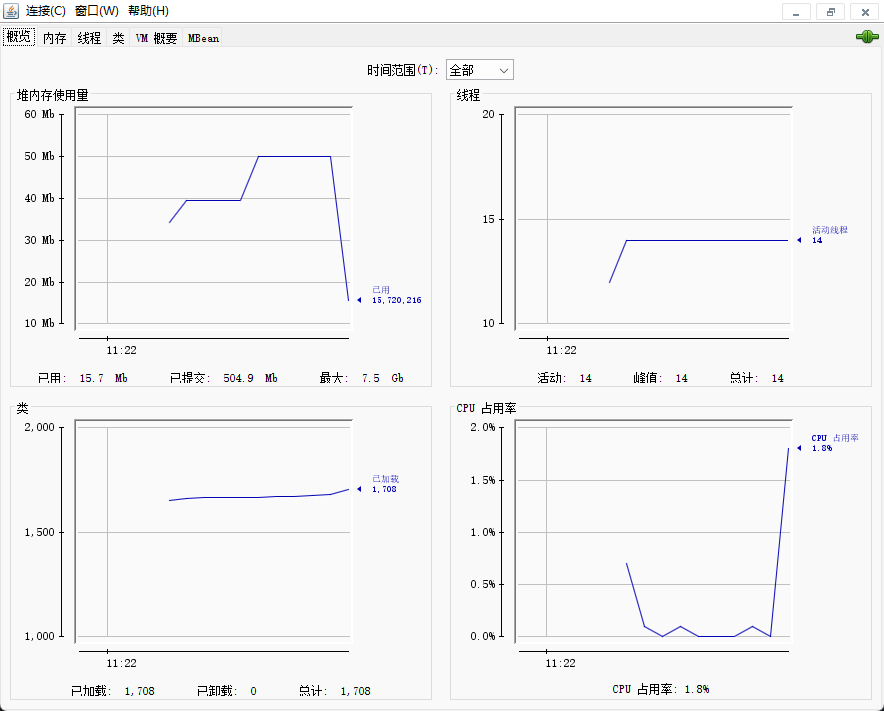 连接(C) 窗口(W) 帮助(H)
概览 内存 线程 类 VM 概要 MBean
时间范围(T): 全部
堆内存使用量
60 Mb
50 Mb
40 Mb
30 Mb
20 Mb
10 Mb
已用
15,720,216
11:22
已用: 15.7 Mb 已提交: 504.9 Mb 最大: 7.5 Gb
线程
20
15
10
活动线程
14
11:22
活动: 14 峰值: 14 总计: 14
类
2,000
1,500
1,000
已加载
1,708
11:22
已加载: 1,708 已卸载: 0 总计: 1,708
CPU 占用率
2.0%
1.5%
1.0%
0.5%
0.0%
CPU 占用率
1.8%
11:22
CPU 占用率: 1.8%